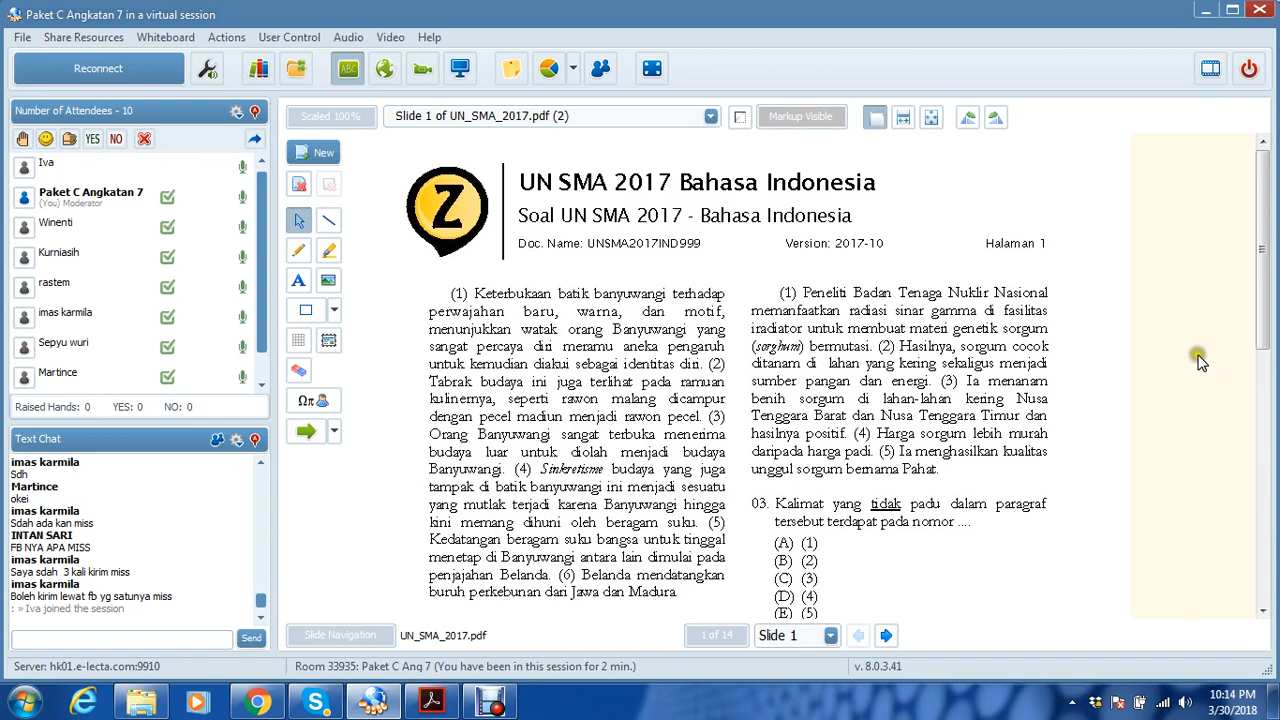 Paket C Angkatan 7 in a virtual session
File Share Resources Whiteboard Actions User Control Audio Video Help
Reconnect
ABC
Number of Attendees - 10
YES NO
Iva
Paket C Angkatan 7
(You) Moderator
Winenti
Kurniasih
rastem
imas karmila
Sepyu wuri
Martince
Raised Hands: 0 YES: 0 NO: 0
Text Chat
imas karmila
Sdh
Martince
okei
imas karmila
Sdah ada kan miss
INTAN SARI
FB NYA APA MISS
imas karmila
Saya sdah 3 kali kirim miss
imas karmila
Boleh kirim lewat fb yg satunya miss
: » Iva joined the session
Send
Scaled 100%
Slide 1 of UN_SMA_2017.pdf (2)
Markup Visible
New
A
Ωπ
Z
UN SMA 2017 Bahasa Indonesia
Soal UN SMA 2017 - Bahasa Indonesia
Doc. Name: UNSMA2017IND999 Version: 2017-10 Halaman 1
(1) Keterbukaan batik banyuwangi terhadap
perwajahan baru, warna, dan motif,
menunjukkan watak orang Banyuwangi yang
sangat percaya diri meramu aneka pengaruh
untuk kemudian diakui sebagai identitas diri. (2)
Tabrak budaya ini juga terlihat pada ramuan
kulinernya, seperti rawon malang dicampur
dengan pecel madiun menjadi rawon pecel. (3)
Orang Banyuwangi sangat terbuka menerima
budaya luar untuk diolah menjadi budaya
Banyuwangi. (4) Sinkretisme budaya yang juga
tampak di batik banyuwangi ini menjadi sesuatu
yang mutlak terjadi karena Banyuwangi hingga
kini memang dihuni oleh beragam suku. (5)
Kedatangan beragam suku bangsa untuk tinggal
menetap di Banyuwangi antara lain dimulai pada
penjajahan Belanda. (6) Belanda mendatangkan
buruh perkebunan dari Jawa dan Madura
(1) Peneliti Badan Tenaga Nuklir Nasional
memanfaatkan radiasi sinar gamma di fasilitas
iradiator untuk membuat materi genetik sorgum
(sorghum) bermutasi. (2) Hasilnya, sorgum cocok
ditanam di lahan yang kering sekaligus menjadi
sumber pangan dan energi. (3) Ia menanam
benih sorgum di lahan-lahan kering Nusa
Tenggara Barat dan Nusa Tenggara Timur dan
hasilnya positif. (4) Harga sorgum lebih murah
daripada harga padi. (5) Ia menghasilkan kualitas
unggul sorgum bernama Pahat.
03. Kalimat yang tidak padu dalam paragraf
tersebut terdapat pada nomor ....
(A) (1)
(B) (2)
(C) (3)
(D) (4)
(E) (5)
Slide Navigation UN_SMA_2017.pdf 1 of 14 Slide 1
Server: hk01.e-lecta.com:9910 Room 33935: Paket C Ang 7 (You have been in this session for 2 min.) v. 8.0.3.41
10:14 PM
3/30/2018